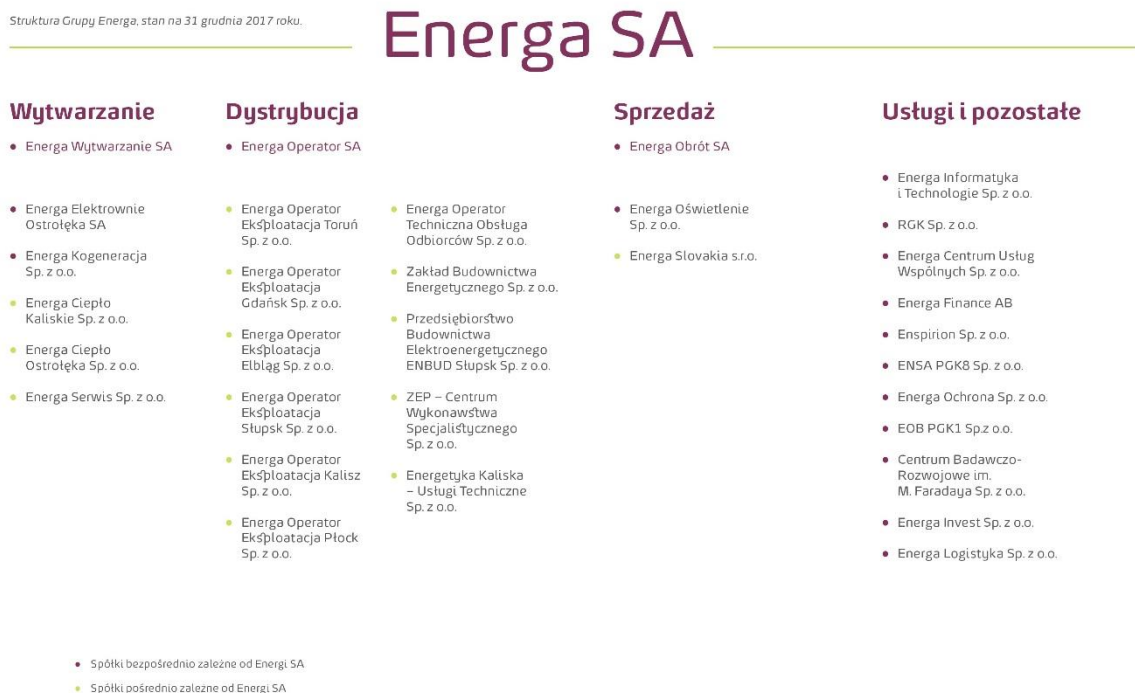 Struktura Grupy Energa, stan na 31 grudnia 2017 roku.
Energa SA
Wytwarzanie
• Energa Wytwarzanie SA
• Energa Elektrownie
Ostrołęka SA
• Energa Kogeneracja
Sp. z o.o.
• Energa Ciepło
Kaliskie Sp. z o.o.
• Energa Ciepło
Ostrołęka Sp. z o.o.
• Energa Serwis Sp. z o.o.
Dystrybucja
• Energa Operator SA
• Energa Operator
Eksploatacja Toruń
Sp. z o.o.
• Energa Operator
Eksploatacja
Gdańsk Sp. z o.o.
• Energa Operator
Eksploatacja
Elbląg Sp. z o.o.
• Energa Operator
Eksploatacja
Słupsk Sp. z o.o.
• Energa Operator
Eksploatacja Kalisz
Sp. z o.o.
• Energa Operator
Eksploatacja Płock
Sp. z o.o.
• Energa Operator
Techniczna Obsługa
Odbiorców Sp. z o.o.
• Zakład Budownictwa
Energetycznego Sp. z o.o.
• Przedsiębiorstwo
Budownictwa
Elektroenergetycznego
ENBUD Słupsk Sp. z o.o.
• ZEP – Centrum
Wykonawstwa
Specjalistycznego
Sp. z o.o.
• Energetyka Kaliska
– Usługi Techniczne
Sp. z o.o.
Sprzedaż
• Energa Obrót SA
• Energa Oświetlenie
Sp. z o.o.
• Energa Slovakia s.r.o.
Usługi i pozostałe
• Energa Informatyka
i Technologie Sp. z o.o.
• RGK Sp. z o.o.
• Energa Centrum Usług
Wspólnych Sp. z o.o.
• Energa Finance AB
• Enspirion Sp. z o.o.
• ENSA PGK8 Sp. z o.o.
• Energa Ochrona Sp. z o.o.
• EOB PGK1 Sp.z o.o.
• Centrum Badawczo-
Rozwojowe im.
M. Faradaya Sp. z o.o.
• Energa Invest Sp. z o.o.
• Energa Logistyka Sp. z o.o.
• Spółki bezpośrednio zależne od Energi SA
• Spółki pośrednio zależne od Energi SA